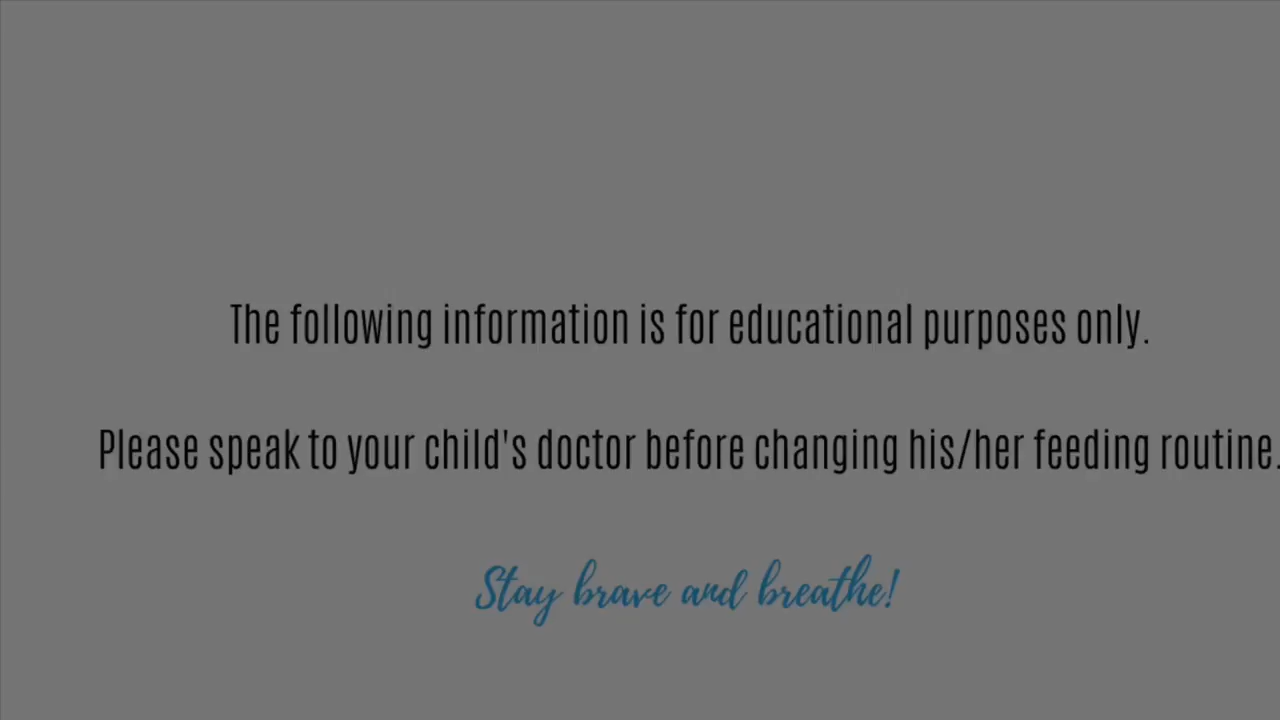 The following information is for educational purposes only.
Please speak to your child's doctor before changing his/her feeding routine.
Stay brave and breathe!